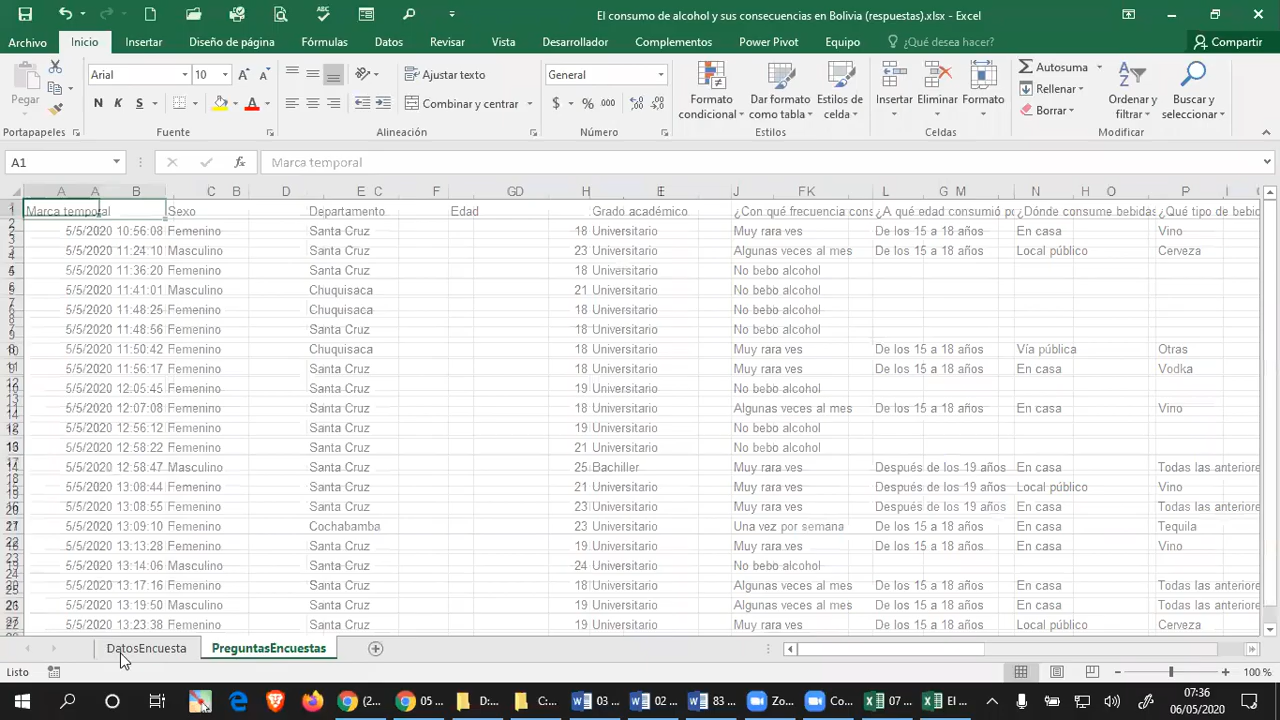 El consumo de alcohol y sus consecuencias en Bolivia (respuestas).xlsx - Excel
Archivo Inicio Insertar Diseño de página Fórmulas Datos Revisar Vista Desarrollador Complementos Power Pivot Equipo ¿Qué desea hacer? Compartir
Arial 10 Ajustar texto General Autosuma
Pegar N K S Combinar y centrar $ % 000 Formato condicional Dar formato como tabla Estilos de celda Insertar Eliminar Formato Rellenar Borrar Ordenar y filtrar Buscar y seleccionar
Portapapeles Fuente Alineación Número Estilos Celdas Modificar
A1 fx Marca temporal
Marca temporal Sexo Departamento Edad Grado académico ¿Con qué frecuencia cons ¿A qué edad consumió po ¿Dónde consume bebidas ¿Qué tipo de bebid
5/5/2020 10:56:08 Femenino Santa Cruz 18 Universitario Muy rara ves De los 15 a 18 años En casa Vino
5/5/2020 11:24:10 Masculino Santa Cruz 23 Universitario Algunas veces al mes De los 15 a 18 años Local público Cerveza
5/5/2020 11:36:20 Femenino Santa Cruz 18 Universitario No bebo alcohol
5/5/2020 11:41:01 Masculino Chuquisaca 21 Universitario No bebo alcohol
5/5/2020 11:48:25 Femenino Chuquisaca 18 Universitario No bebo alcohol
5/5/2020 11:48:56 Femenino Santa Cruz 18 Universitario No bebo alcohol
5/5/2020 11:50:42 Femenino Chuquisaca 18 Universitario Muy rara ves De los 15 a 18 años Vía pública Otras
5/5/2020 11:56:17 Femenino Santa Cruz 18 Universitario Muy rara ves De los 15 a 18 años En casa Vodka
5/5/2020 12:05:45 Femenino Santa Cruz 19 Universitario No bebo alcohol
5/5/2020 12:07:08 Femenino Santa Cruz 18 Universitario Algunas veces al mes De los 15 a 18 años En casa Vino
5/5/2020 12:56:12 Femenino Santa Cruz 19 Universitario No bebo alcohol
5/5/2020 12:58:22 Femenino Santa Cruz 21 Universitario No bebo alcohol
5/5/2020 12:58:47 Masculino Santa Cruz 25 Bachiller Muy rara ves Después de los 19 años En casa Todas las anteriore
5/5/2020 13:08:44 Femenino Santa Cruz 21 Universitario Muy rara ves Después de los 19 años Local público Vino
5/5/2020 13:08:55 Femenino Santa Cruz 23 Universitario Muy rara ves Después de los 19 años En casa Todas las anteriore
5/5/2020 13:09:10 Femenino Cochabamba 23 Universitario Una vez por semana De los 15 a 18 años En casa Tequila
5/5/2020 13:13:28 Femenino Santa Cruz 19 Universitario Muy rara ves De los 15 a 18 años En casa Vino
5/5/2020 13:14:06 Masculino Santa Cruz 24 Universitario No bebo alcohol
5/5/2020 13:17:16 Femenino Santa Cruz 18 Universitario Algunas veces al mes De los 15 a 18 años En casa Todas las anteriore
5/5/2020 13:19:50 Masculino Santa Cruz 19 Universitario Algunas veces al mes De los 15 a 18 años En casa Todas las anteriore
5/5/2020 13:23:38 Femenino Santa Cruz 19 Universitario Muy rara ves De los 15 a 18 años Local público Cerveza
DatosEncuesta PreguntasEncuestas
Listo 100 %
(2... 05 ... D:... C:... 03 ... 02 ... 83 ... Zo... Co... 07 ... El ... 07:36
06/05/2020